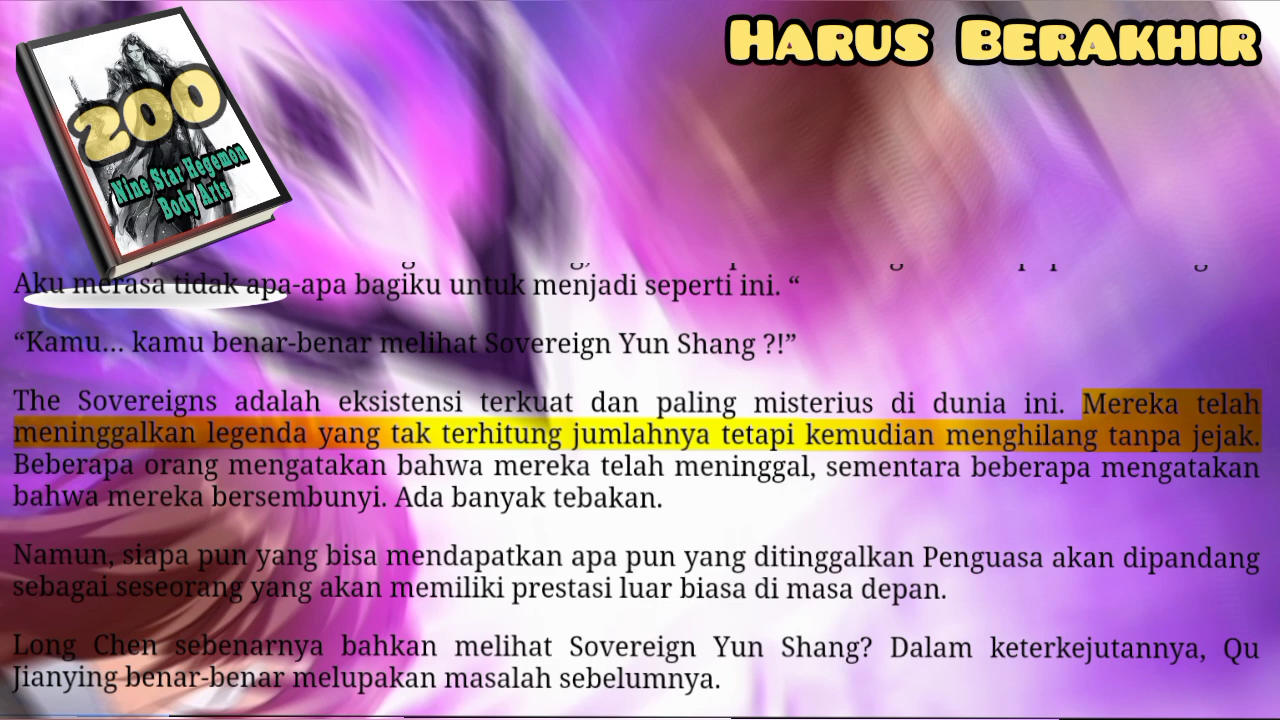 HARUS BERAKHIR
200
Nine Star Hegemon
Body Arts
Aku merasa tidak apa-apa bagiku untuk menjadi seperti ini. “
“Kamu… kamu benar-benar melihat Sovereign Yun Shang ?!”
The Sovereigns adalah eksistensi terkuat dan paling misterius di dunia ini. Mereka telah
meninggalkan legenda yang tak terhitung jumlahnya tetapi kemudian menghilang tanpa jejak.
Beberapa orang mengatakan bahwa mereka telah meninggal, sementara beberapa mengatakan
bahwa mereka bersembunyi. Ada banyak tebakan.
Namun, siapa pun yang bisa mendapatkan apa pun yang ditinggalkan Penguasa akan dipandang
sebagai seseorang yang akan memiliki prestasi luar biasa di masa depan.
Long Chen sebenarnya bahkan melihat Sovereign Yun Shang? Dalam keterkejutannya, Qu
Jianying benar-benar melupakan masalah sebelumnya.